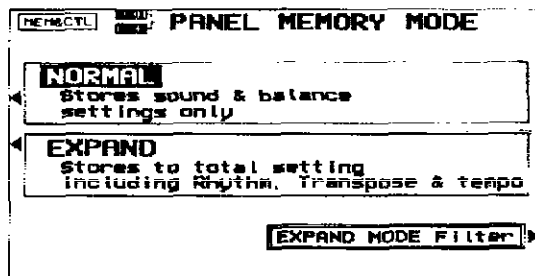 MEM&CTL PANEL MEMORY MODE
NORMAL
Stores sound & balance
settings only
EXPAND
Stores to total setting
including Rhythm, Transpose & tempo
EXPAND MODE Filter